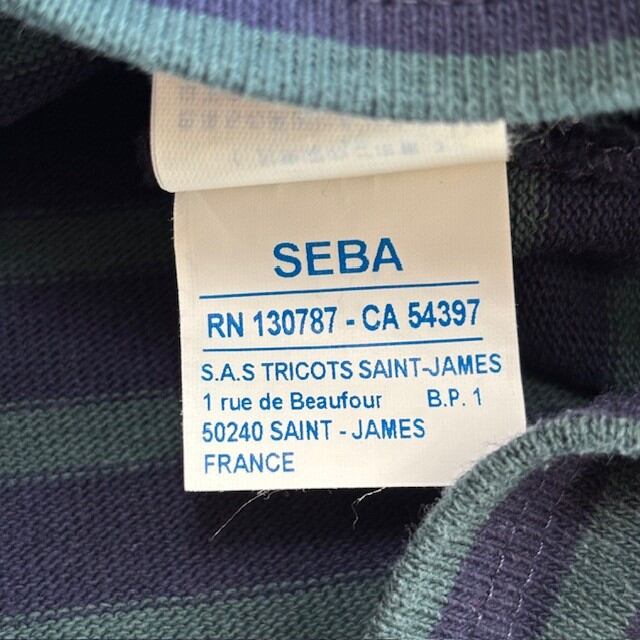 SEBA
RN 130787 - CA 54397
S.A.S TRICOTS SAINT-JAMES
1 rue de Beaufour B.P. 1
50240 SAINT - JAMES
FRANCE